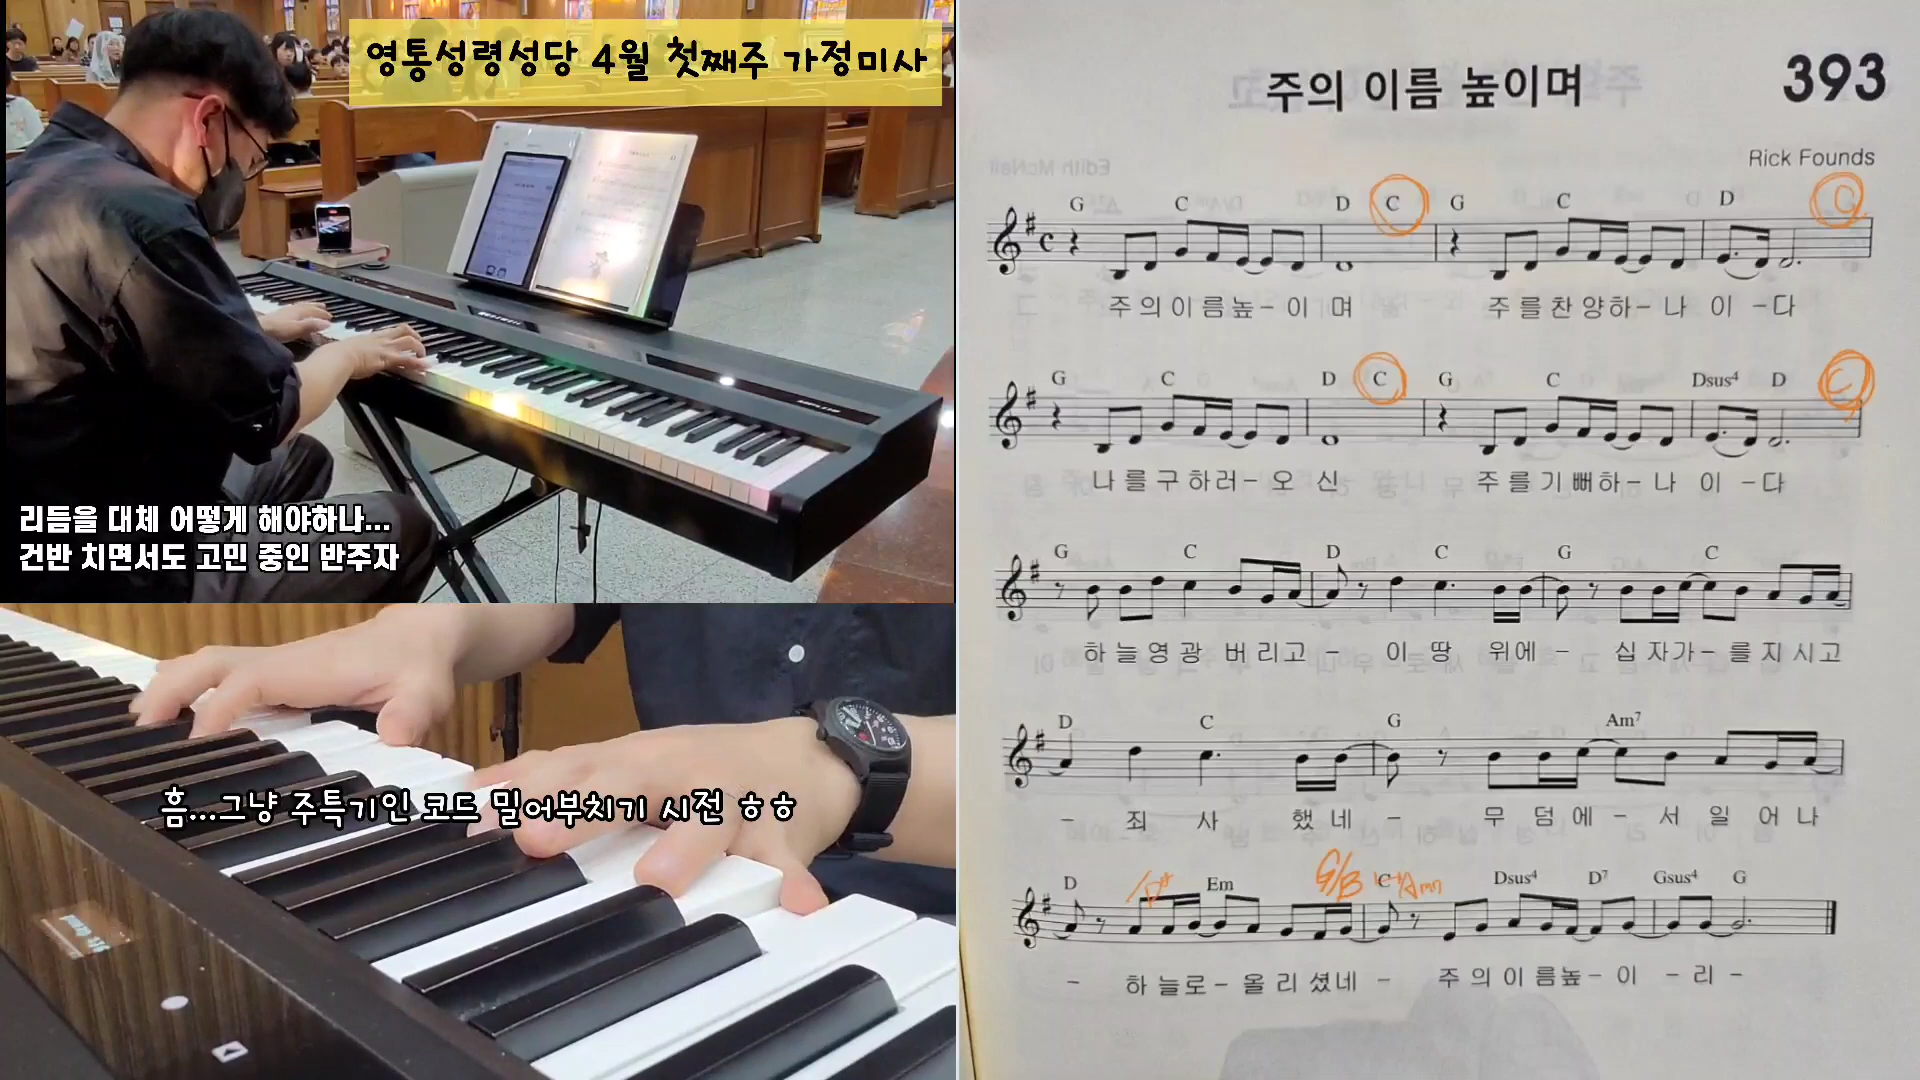 영통성령성당 4월 첫째주 가정미사
리듬을 대체 어떻게 해야하나...
건반 치면서도 고민 중인 반주자
흠...그냥 주특기인 코드 밀어부치기 시전 ㅎㅎ
주의 이름 높이며
393
Rick Founds
G C D C G C D C
주의이름높-이 며 주를찬양하-나 이 -다
G C D C G C Dsus4 D C
나를구하러-오 신 주를기뻐하-나 이 -다
G C D C G C
하늘영광 버리고 - 이 땅 위에 - 십자가-를지시고
D C G Am7
- 죄 사 했네 - 무덤에 - 서 일 어 나
D /D# Em G/B C Am7 Dsus4 D7 Gsus4 G
- 하늘로-올리셨네 - 주의이름높-이 -리-